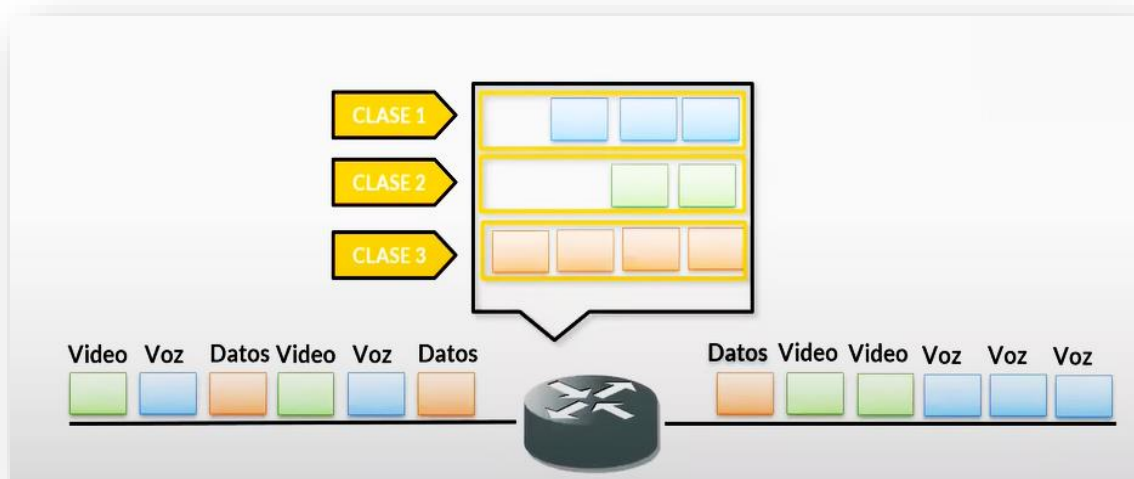 CLASE 1
CLASE 2
CLASE 3
Video Voz Datos Video Voz Datos
Datos Video Video Voz Voz Voz